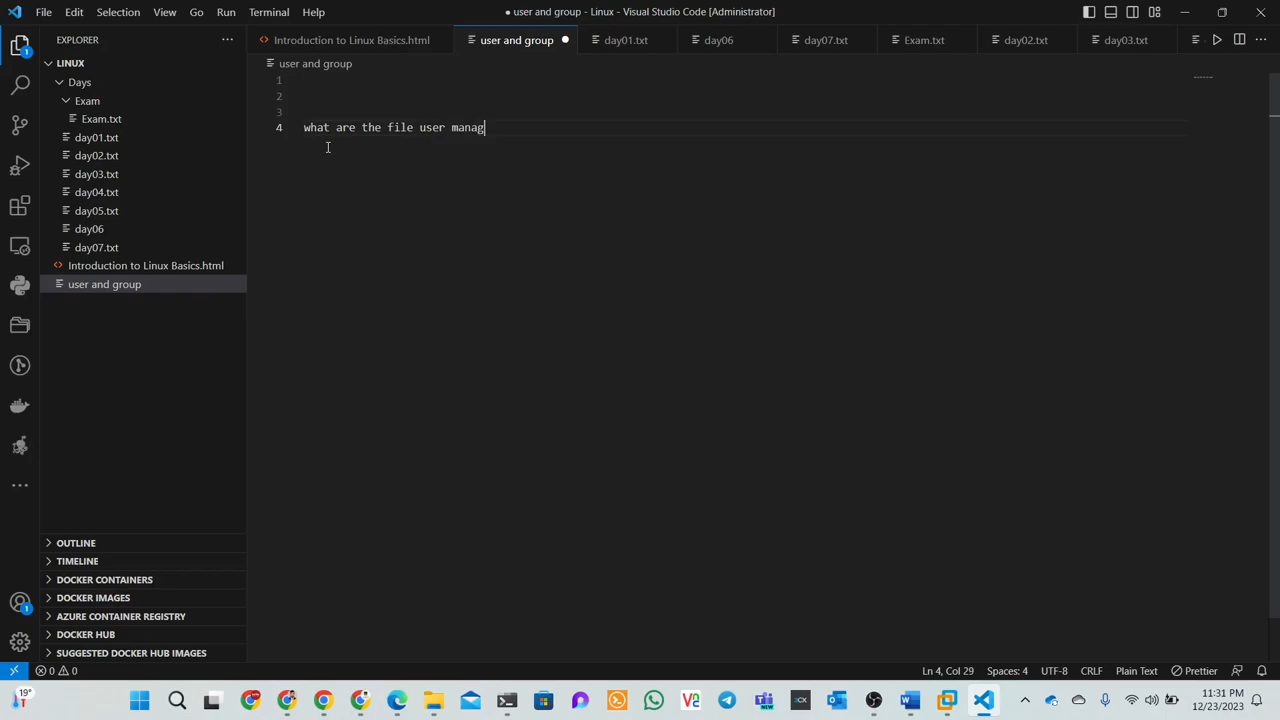 File Edit Selection View Go Run Terminal Help
● user and group - Linux - Visual Studio Code [Administrator]
EXPLORER
Introduction to Linux Basics.html
user and group
day01.txt
day06
day07.txt
Exam.txt
day02.txt
day03.txt
LINUX
user and group
Days
1
Exam
2
Exam.txt
3
4 what are the file user manag
day01.txt
day02.txt
day03.txt
day04.txt
day05.txt
day06
day07.txt
Introduction to Linux Basics.html
user and group
OUTLINE
TIMELINE
DOCKER CONTAINERS
DOCKER IMAGES
AZURE CONTAINER REGISTRY
DOCKER HUB
SUGGESTED DOCKER HUB IMAGES
1
1
0 0
Ln 4, Col 29 Spaces: 4 UTF-8 CRLF Plain Text Prettier
19°
11:31 PM
12/23/2023